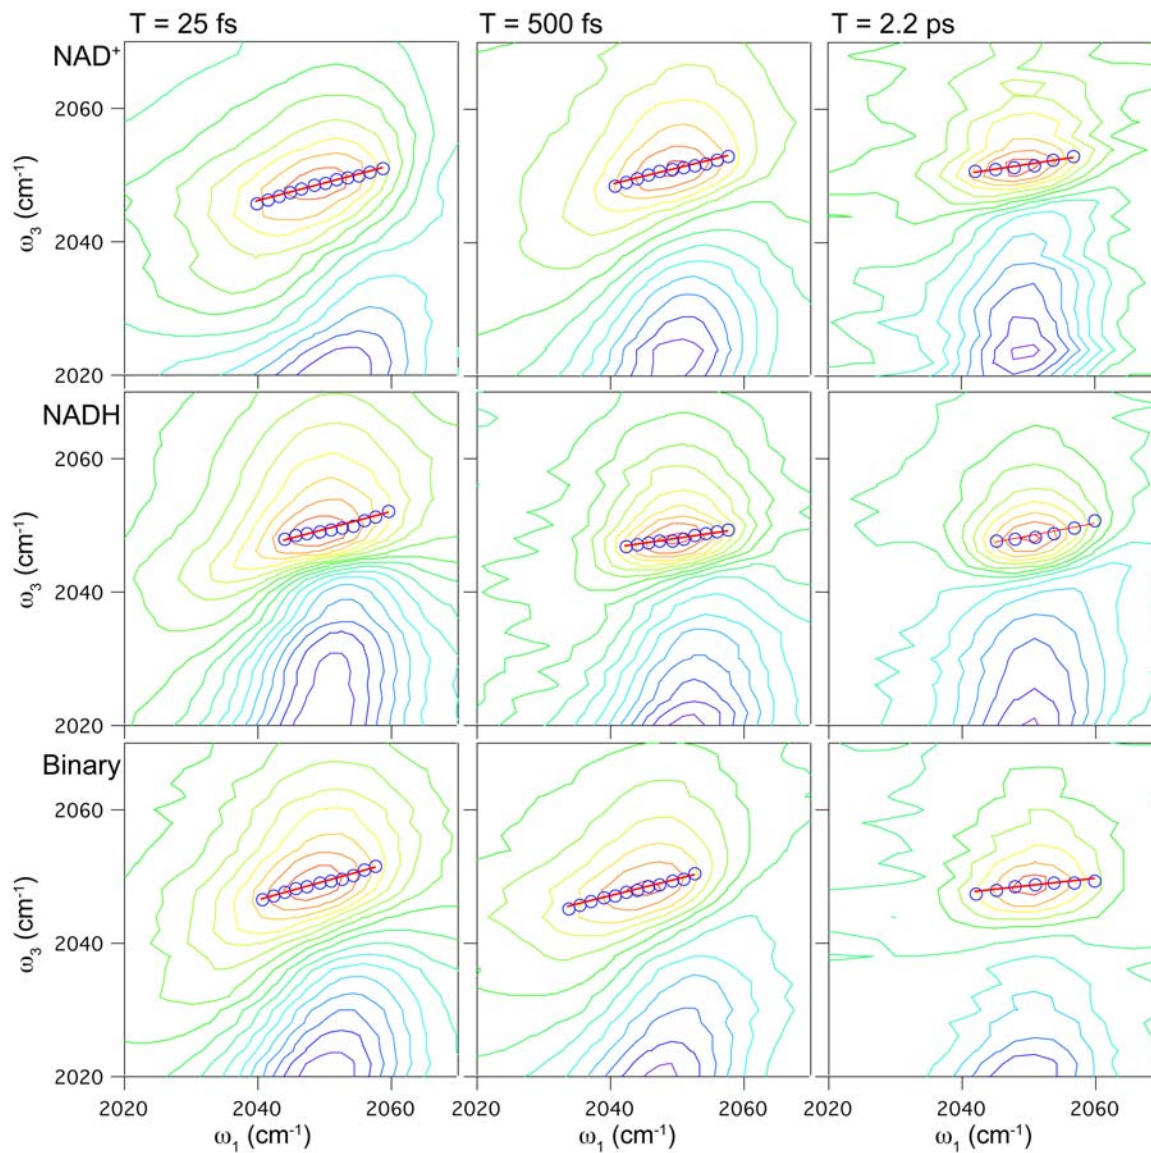 T = 25 fs T = 500 fs T = 2.2 ps
NAD⁺
2060
ω₃ (cm⁻¹)
2040
2020
NADH
2060
ω₃ (cm⁻¹)
2040
2020
Binary
2060
ω₃ (cm⁻¹)
2040
2020
2020 2040 2060 2020 2040 2060 2020 2040 2060
ω₁ (cm⁻¹) ω₁ (cm⁻¹) ω₁ (cm⁻¹)